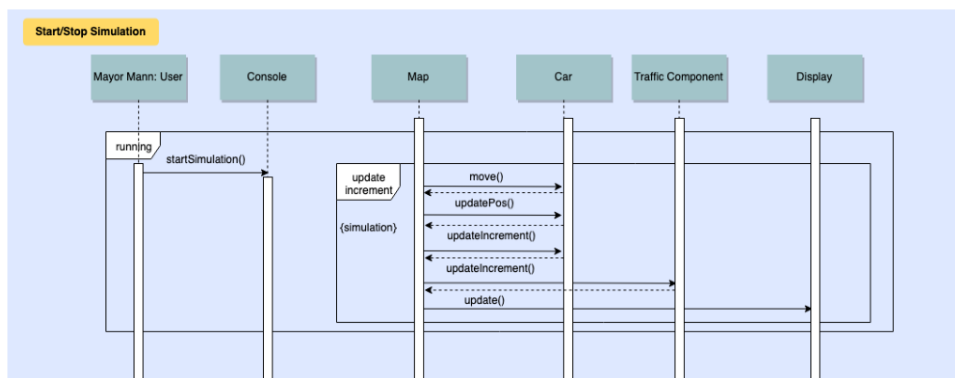 Start/Stop Simulation
Mayor Mann: User
Console
Map
Car
Traffic Component
Display
running
startSimulation()
update
increment
move()
updatePos()
{simulation}
updateIncrement()
updateIncrement()
update()